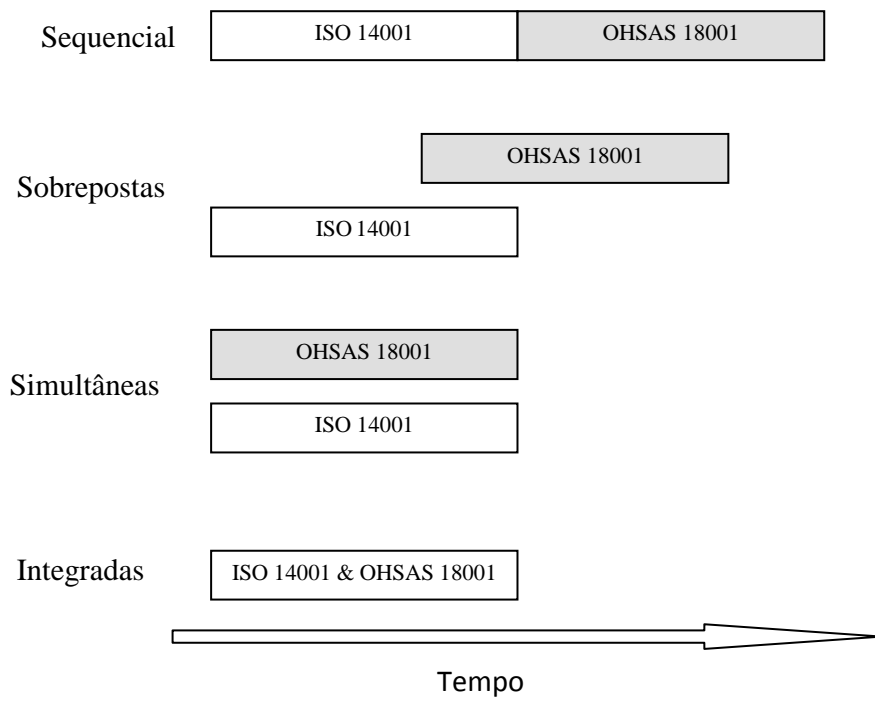 Sequencial
ISO 14001
OHSAS 18001
OHSAS 18001
Sobrepostas
ISO 14001
OHSAS 18001
Simultâneas
ISO 14001
Integradas
ISO 14001 & OHSAS 18001
Tempo